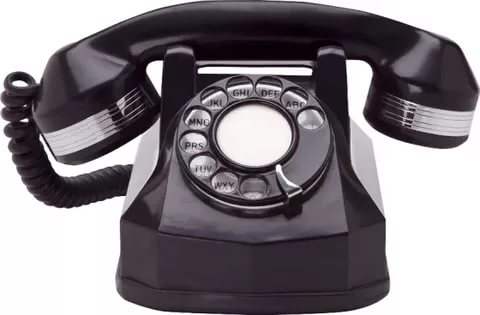 ABC
DEF
GHI
JKL
MNO
PRS
TUV
WXY